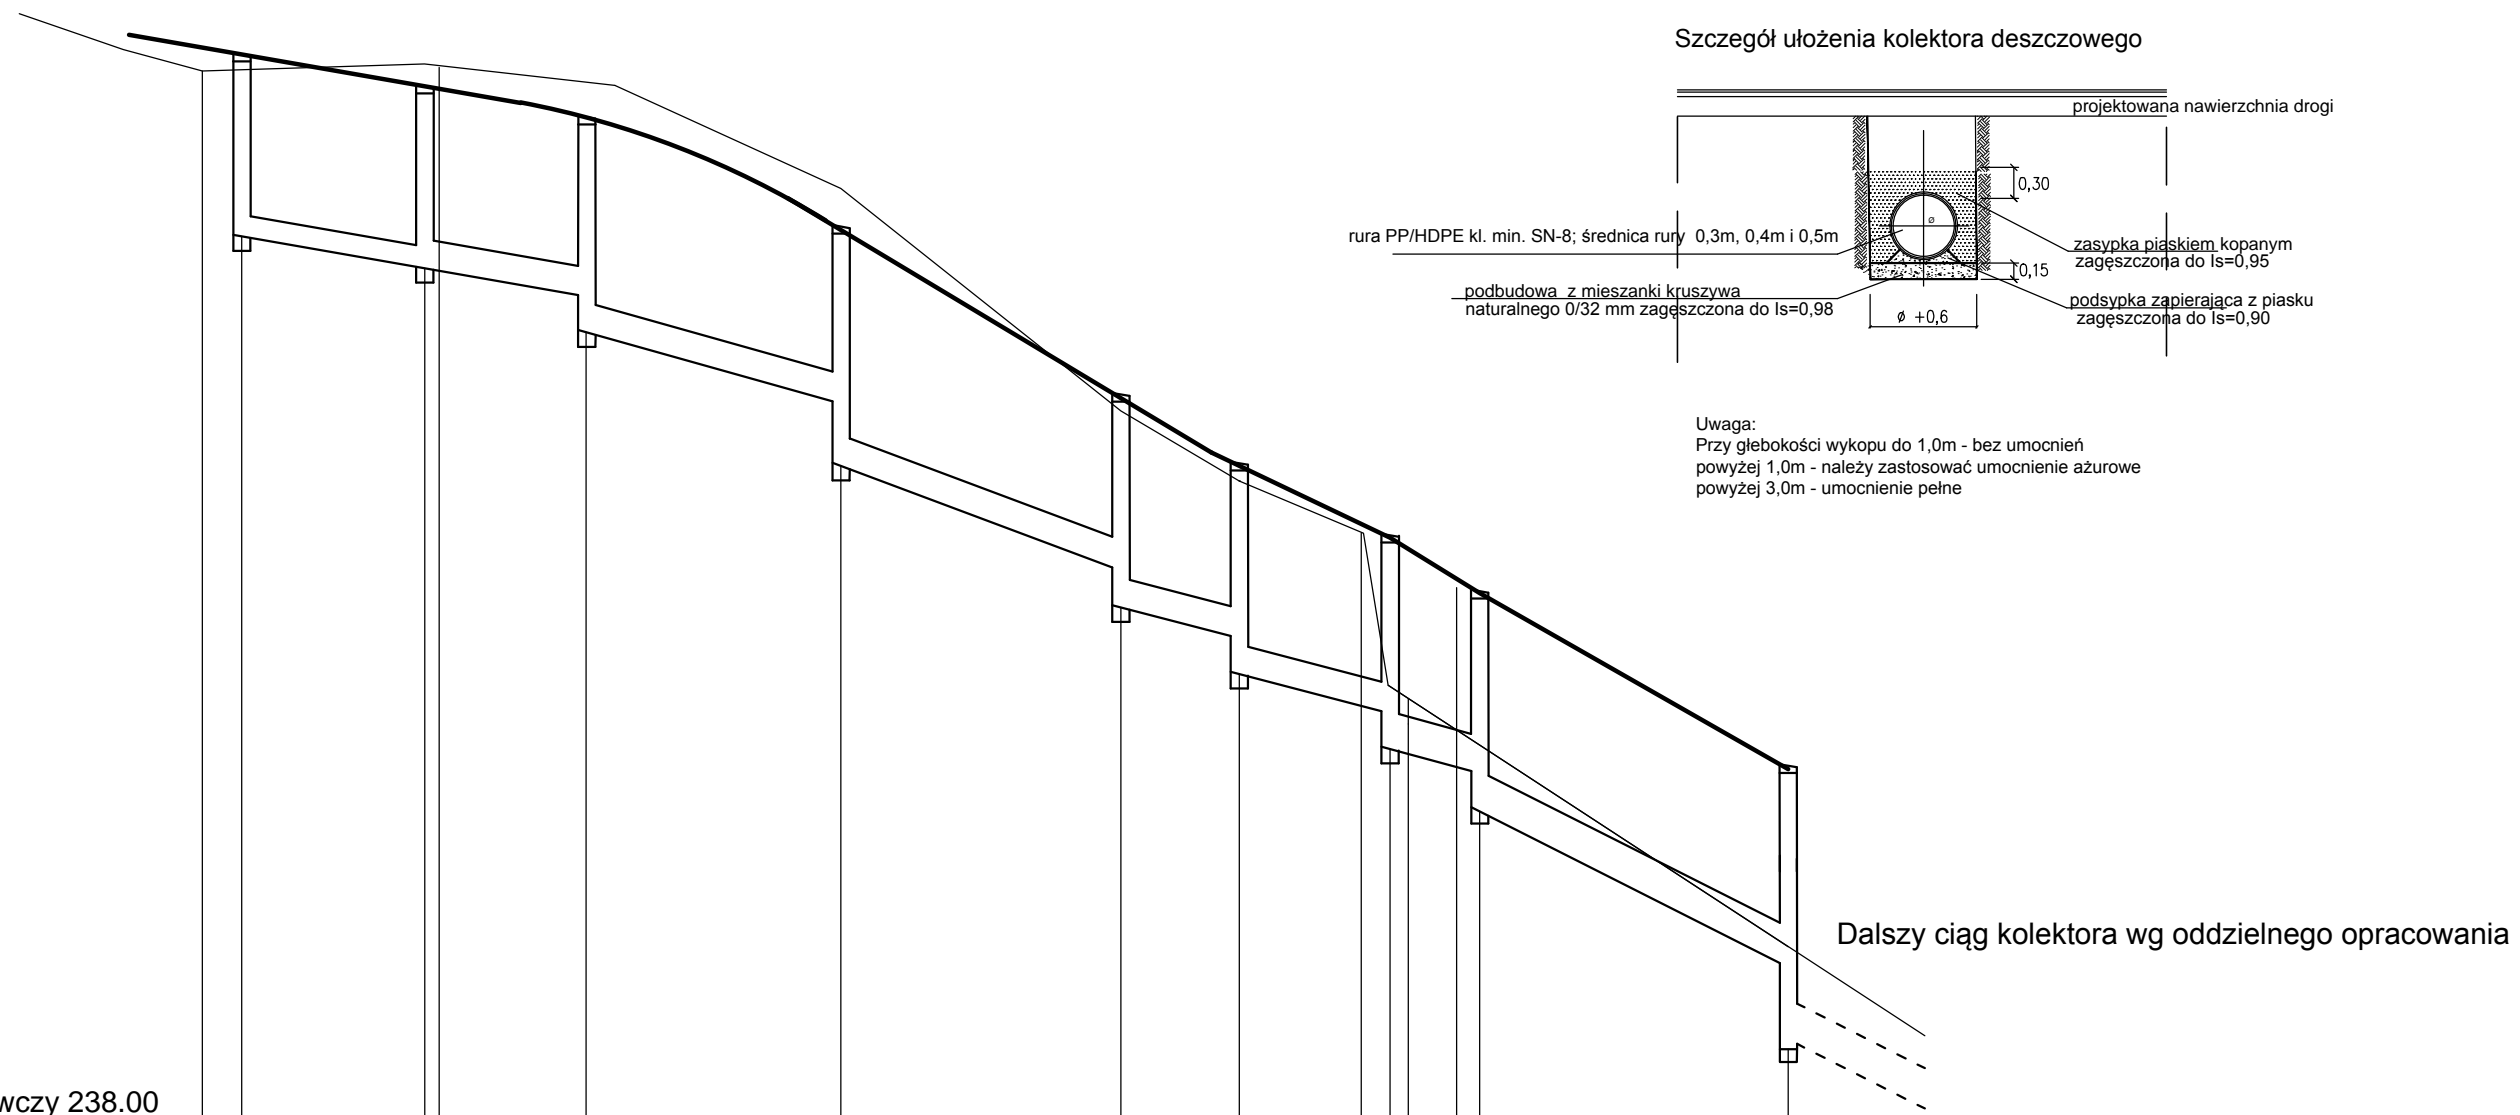 Szczegół ułożenia kolektora deszczowego
projektowana nawierzchnia drogi
0,30
ø
rura PP/HDPE kl. min. SN-8; średnica rury 0,3m, 0,4m i 0,5m
zasypka piaskiem kopanym
zagęszczona do Is=0,95
0,15
podbudowa z mieszanki kruszywa
naturalnego 0/32 mm zagęszczona do Is=0,98
podsypka zapierająca z piasku
zagęszczona do Is=0,90
ø +0,6
Uwaga:
Przy głebokości wykopu do 1,0m - bez umocnień
powyżej 1,0m - należy zastosować umocnienie ażurowe
powyżej 3,0m - umocnienie pełne
Dalszy ciąg kolektora wg oddzielnego opracowania
wczy 238.00